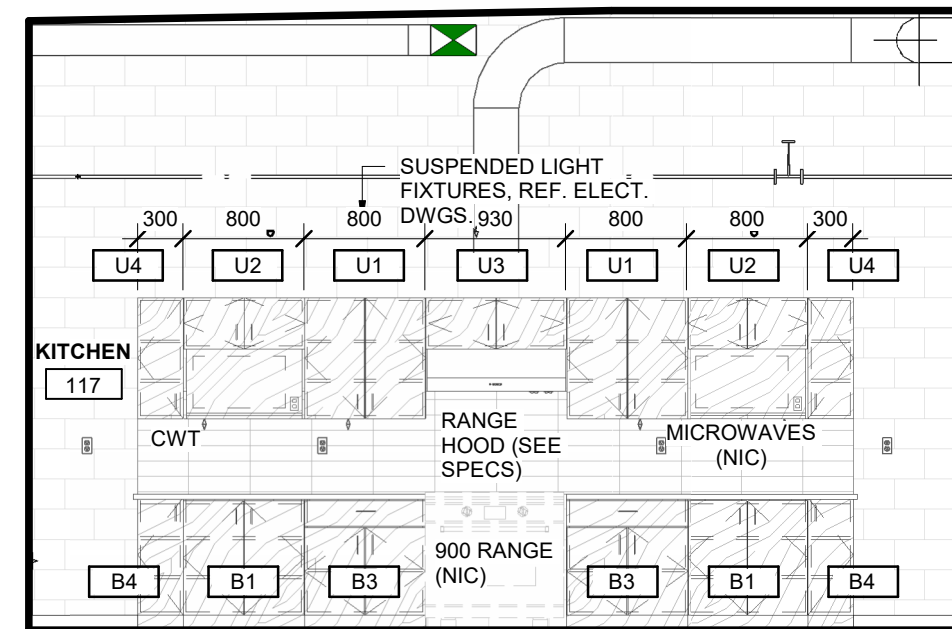 SUSPENDED LIGHT
FIXTURES, REF. ELECT.
DWGS.
300 800 800 930 800 800 300
U4 U2 U1 U3 U1 U2 U4
KITCHEN
117
CWT
RANGE
HOOD (SEE
SPECS)
MICROWAVES
(NIC)
900 RANGE
(NIC)
B4 B1 B3 B3 B1 B4